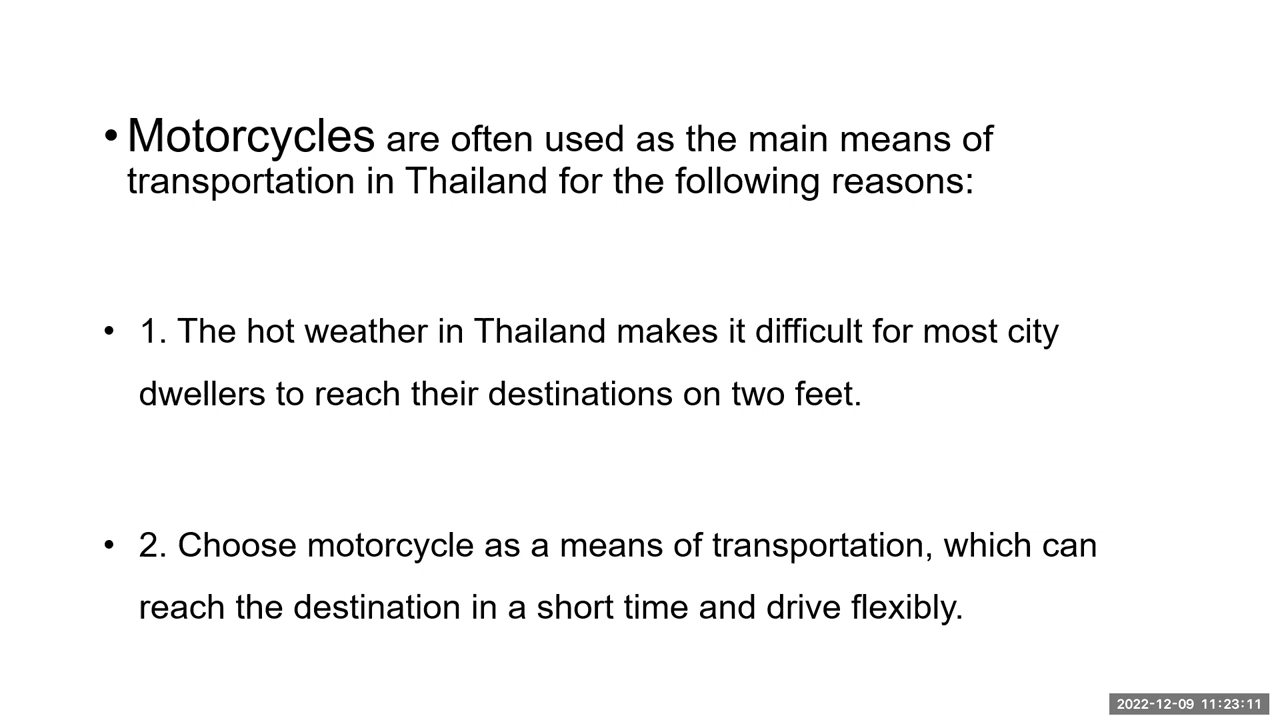 • Motorcycles are often used as the main means of
transportation in Thailand for the following reasons:
• 1. The hot weather in Thailand makes it difficult for most city
dwellers to reach their destinations on two feet.
• 2. Choose motorcycle as a means of transportation, which can
reach the destination in a short time and drive flexibly.
2022-12-09 11:23:11